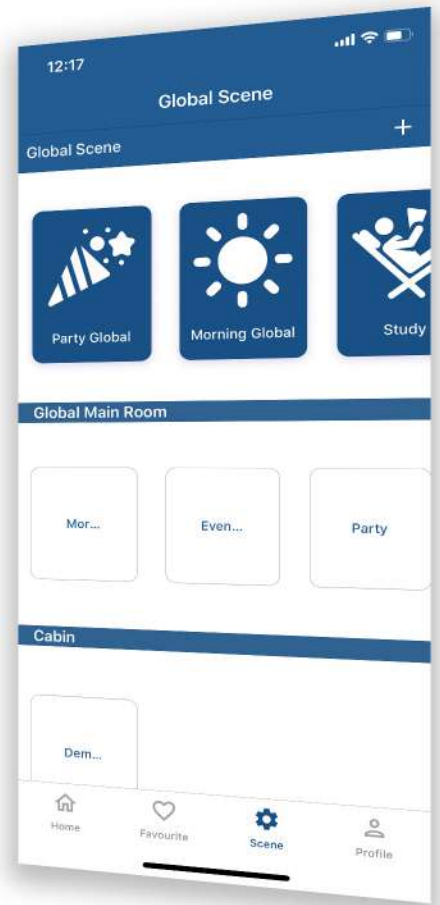 12:17
Global Scene
Global Scene +
Party Global Morning Global Study
Global Main Room
Mor... Even... Party
Cabin
Dem...
Home Favourite Scene Profile